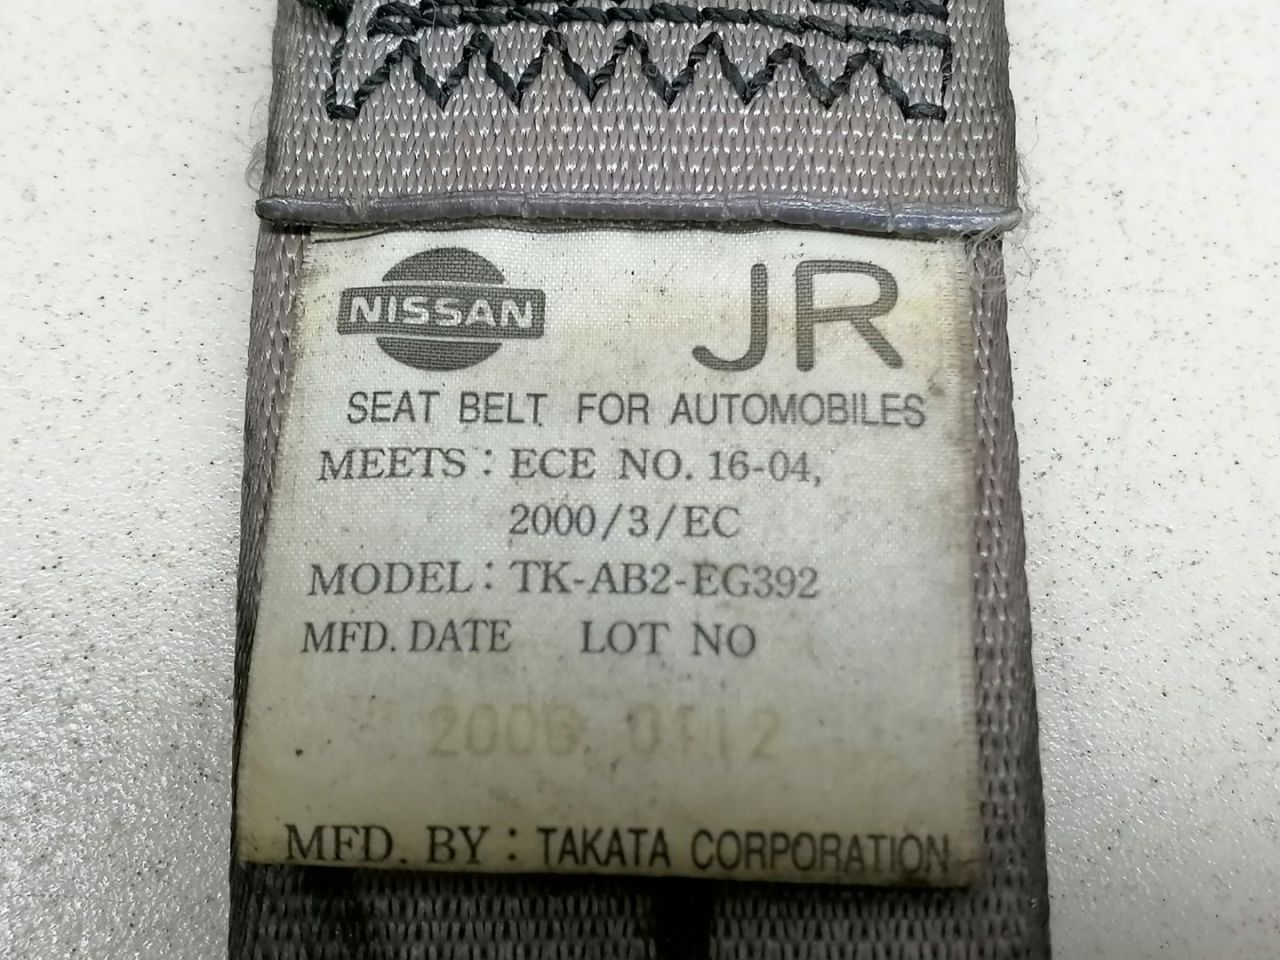 NISSAN JR
SEAT BELT FOR AUTOMOBILES
MEETS : ECE NO. 16-04,
2000/3/EC
MODEL : TK-AB2-EG392
MFD. DATE LOT NO
MFD. BY : TAKATA CORPORATION